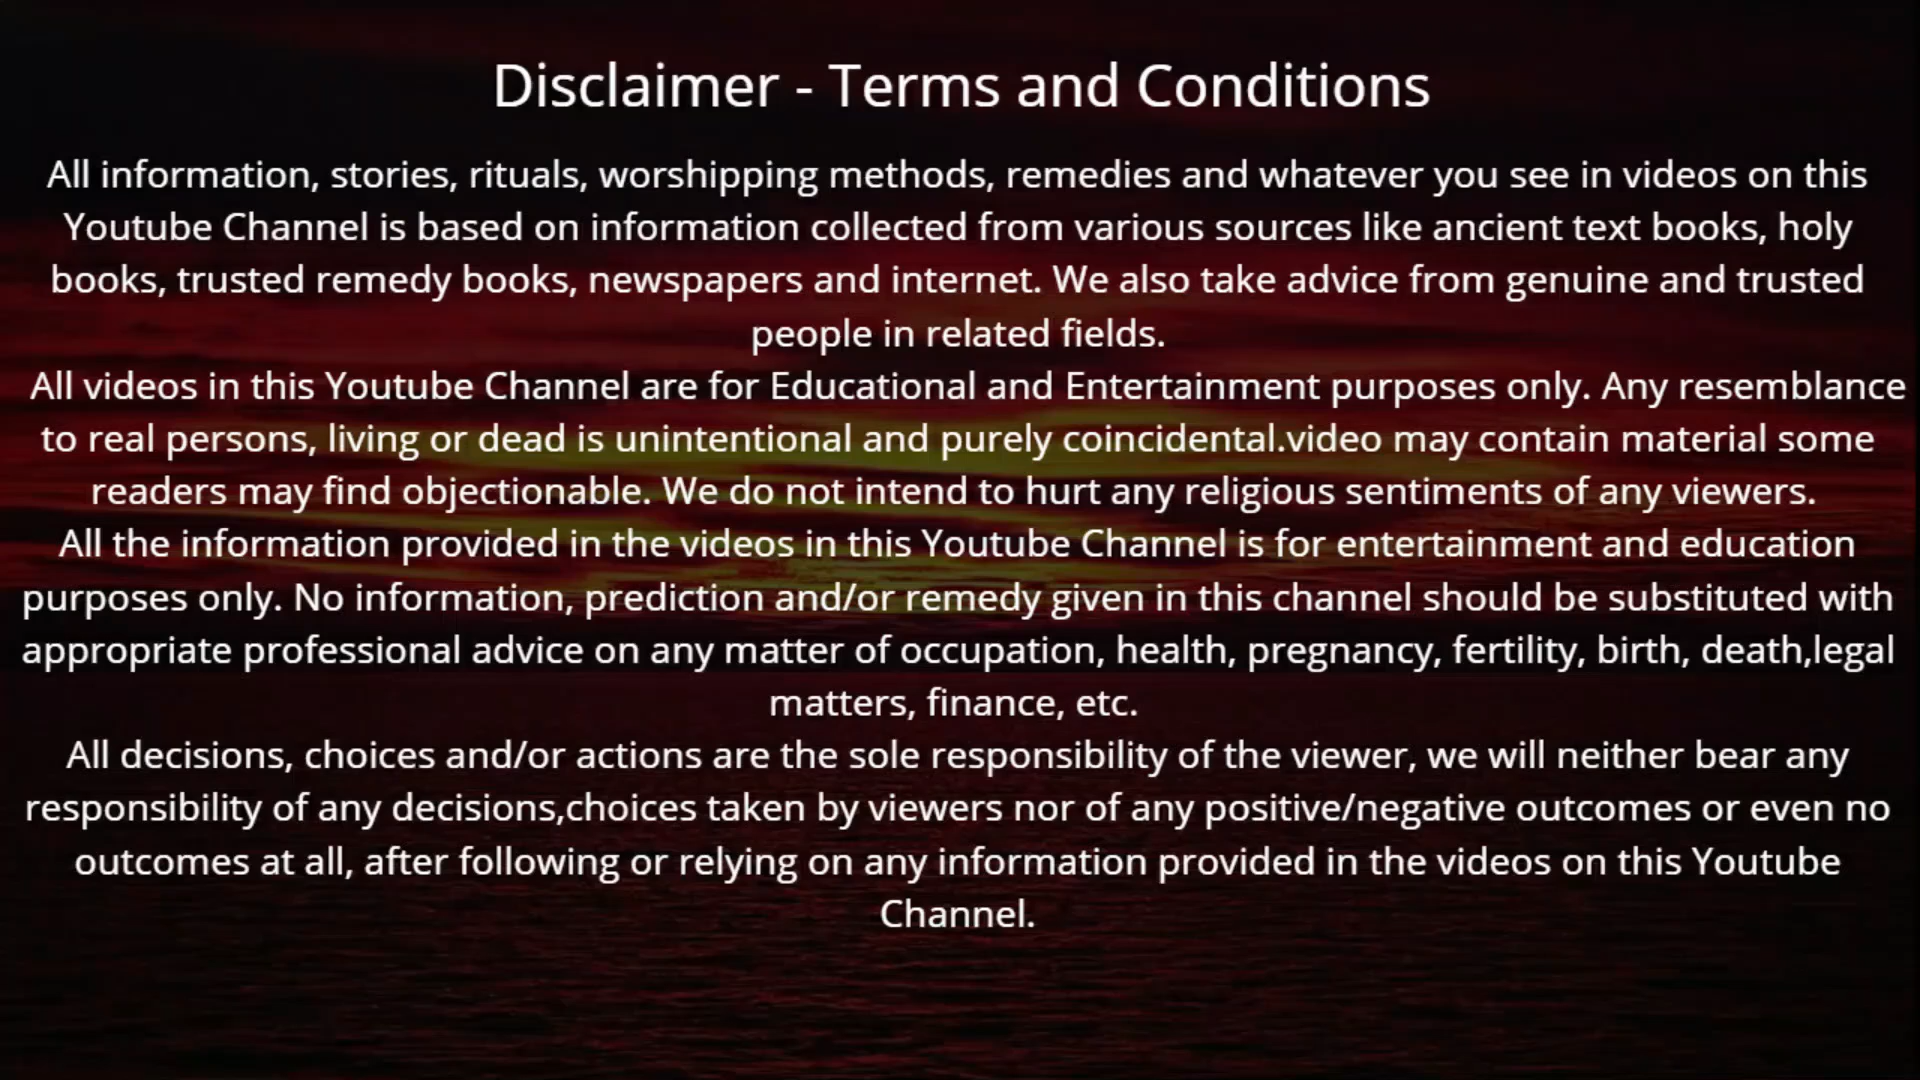 Disclaimer - Terms and Conditions
All information, stories, rituals, worshipping methods, remedies and whatever you see in videos on this
Youtube Channel is based on information collected from various sources like ancient text books, holy
books, trusted remedy books, newspapers and internet. We also take advice from genuine and trusted
people in related fields.
All videos in this Youtube Channel are for Educational and Entertainment purposes only. Any resemblance
to real persons, living or dead is unintentional and purely coincidental.video may contain material some
readers may find objectionable. We do not intend to hurt any religious sentiments of any viewers.
All the information provided in the videos in this Youtube Channel is for entertainment and education
purposes only. No information, prediction and/or remedy given in this channel should be substituted with
appropriate professional advice on any matter of occupation, health, pregnancy, fertility, birth, death,legal
matters, finance, etc.
All decisions, choices and/or actions are the sole responsibility of the viewer, we will neither bear any
responsibility of any decisions,choices taken by viewers nor of any positive/negative outcomes or even no
outcomes at all, after following or relying on any information provided in the videos on this Youtube
Channel.